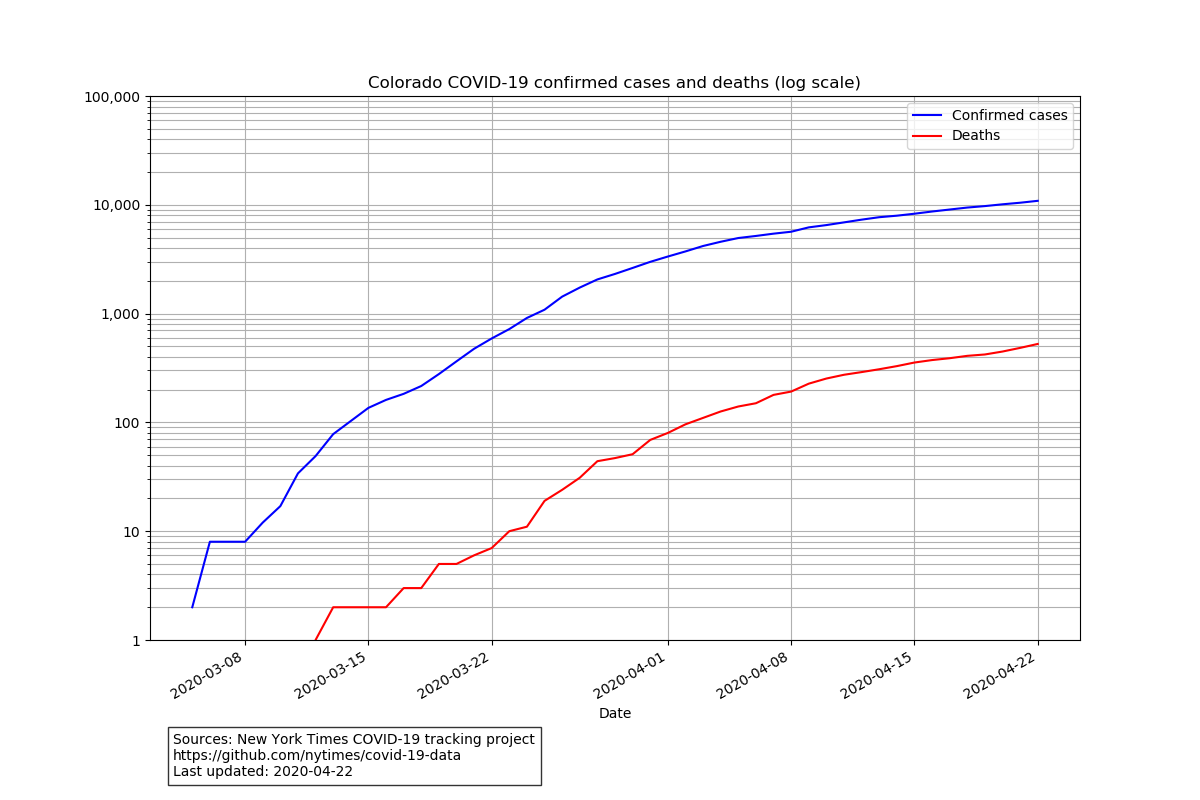 Colorado COVID-19 confirmed cases and deaths (log scale)
100,000
10,000
1,000
100
10
1
Confirmed cases
Deaths
2020-03-08
2020-03-15
2020-03-22
2020-04-01
2020-04-08
2020-04-15
2020-04-22
Date
Sources: New York Times COVID-19 tracking project
https://github.com/nytimes/covid-19-data
Last updated: 2020-04-22